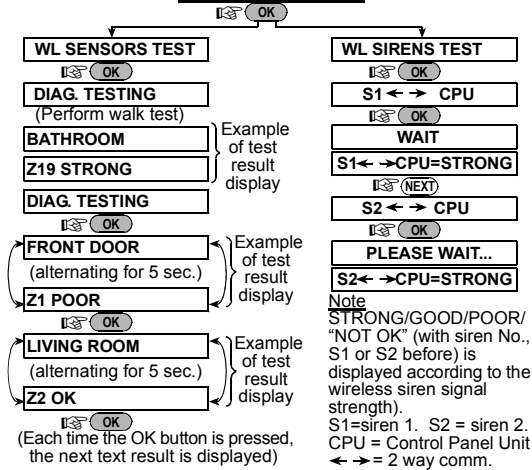 OK
WL SENSORS TEST
OK
DIAG. TESTING
(Perform walk test)
BATHROOM
Z19 STRONG
Example
of test
result
display
DIAG. TESTING
OK
FRONT DOOR
(alternating for 5 sec.)
Z1 POOR
Example
of test
result
display
OK
LIVING ROOM
(alternating for 5 sec.)
Z2 OK
Example
of test
result
display
OK
(Each time the OK button is pressed,
the next text result is displayed)
WL SIRENS TEST
OK
S1 ← → CPU
OK
WAIT
S1← →CPU=STRONG
NEXT
S2 ← → CPU
OK
PLEASE WAIT...
S2← →CPU=STRONG
Note
STRONG/GOOD/POOR/
“NOT OK” (with siren No.,
S1 or S2 before) is
displayed according to the
wireless siren signal
strength).
S1=siren 1. S2 = siren 2.
CPU = Control Panel Unit
← →= 2 way comm.